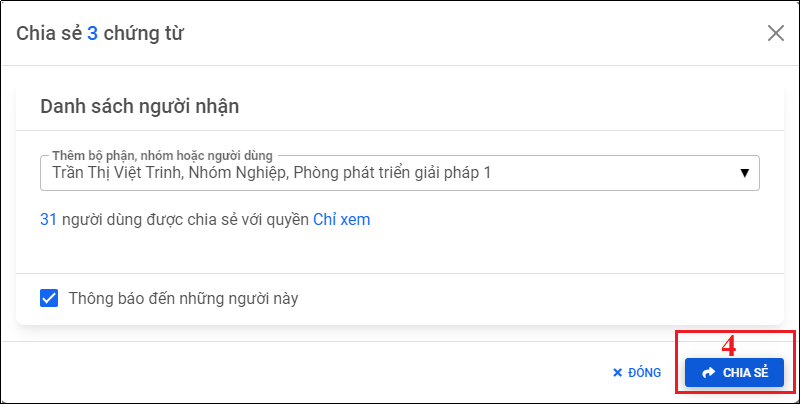 Chia sẻ 3 chứng từ
Danh sách người nhận
Thêm bộ phận, nhóm hoặc người dùng
Trần Thị Việt Trinh, Nhóm Nghiệp, Phòng phát triển giải pháp 1
31 người dùng được chia sẻ với quyền Chỉ xem
Thông báo đến những người này
4
ĐÓNG
CHIA SẺ